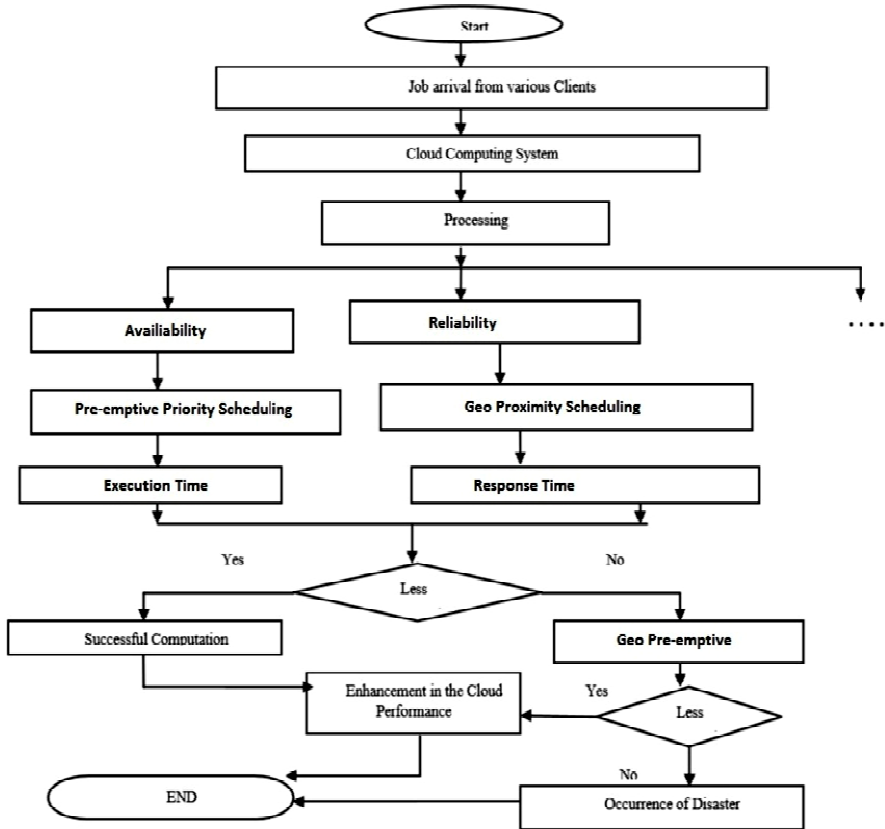 Start
Job arrival from various Clients
Cloud Computing System
Processing
Availiability
Reliability
....
Pre-emptive Priority Scheduling
Geo Proximity Scheduling
Execution Time
Response Time
Yes
No
Less
Successful Computation
Geo Pre-emptive
Enhancement in the Cloud
Performance
Yes
Less
No
END
Occurrence of Disaster